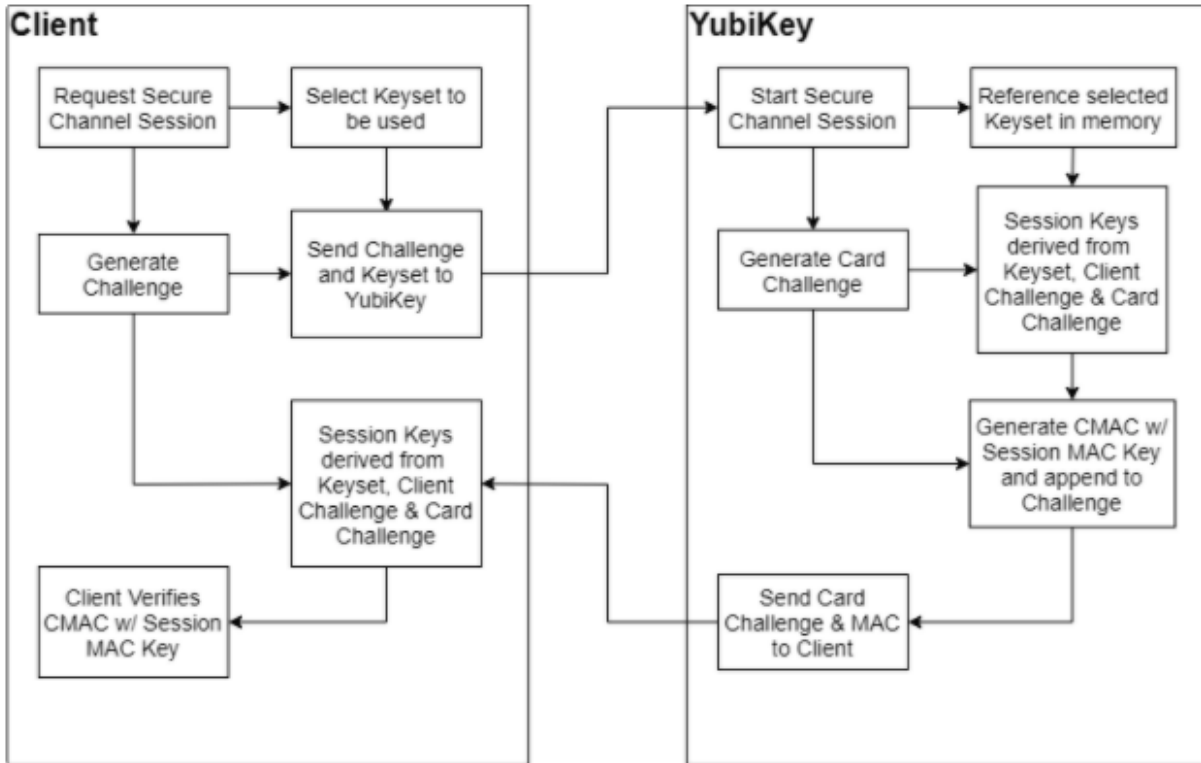 Client
Request Secure
Channel Session
Select Keyset to
be used
Generate
Challenge
Send Challenge
and Keyset to
YubiKey
Session Keys
derived from
Keyset, Client
Challenge & Card
Challenge
Client Verifies
CMAC w/ Session
MAC Key
YubiKey
Start Secure
Channel Session
Reference selected
Keyset in memory
Generate Card
Challenge
Session Keys
derived from
Keyset, Client
Challenge & Card
Challenge
Generate CMAC w/
Session MAC Key
and append to
Challenge
Send Card
Challenge & MAC
to Client